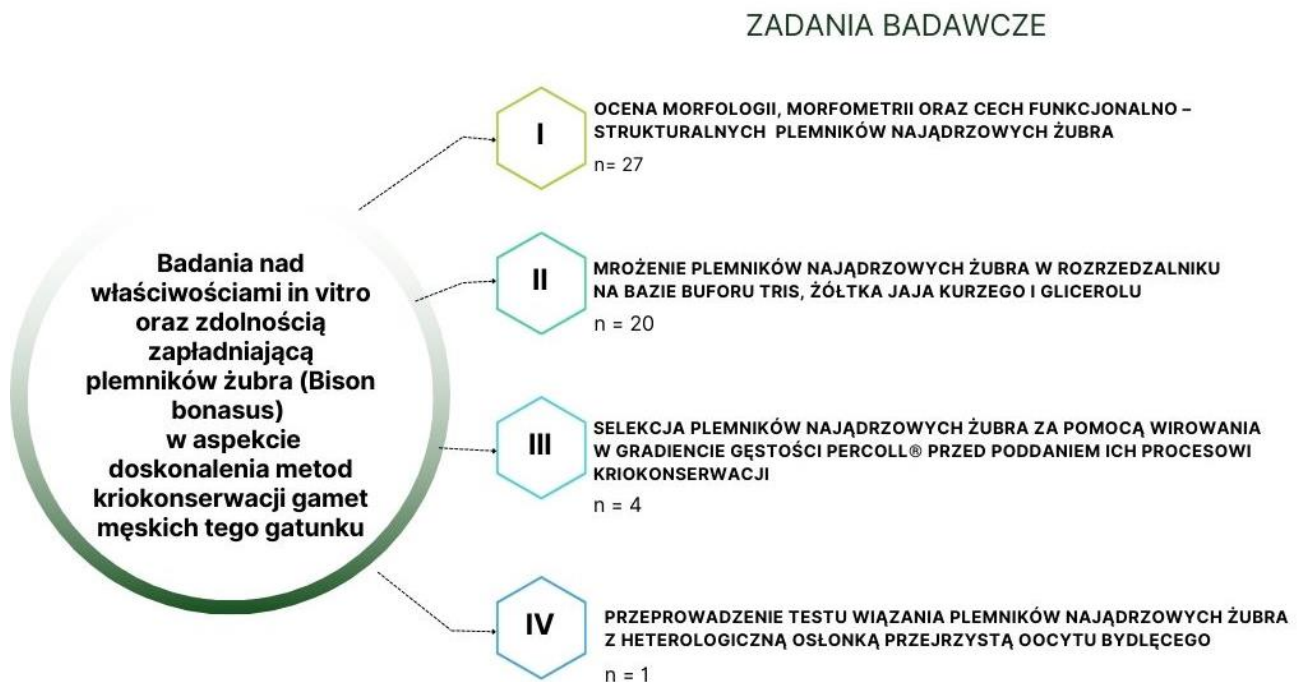 ZADANIA BADAWCZE
Badania nad
właściwościami in vitro
oraz zdolnością
zapładniającą
plemników żubra (Bison
bonasus)
w aspekcie
doskonalenia metod
kriokonserwacji gamet
męskich tego gatunku
I
OCENA MORFOLOGII, MORFOMETRII ORAZ CECH FUNKCJONALNO –
STRUKTURALNYCH PLEMNIKÓW NAJĄDRZOWYCH ŻUBRA
n= 27
II
MROŻENIE PLEMNIKÓW NAJĄDRZOWYCH ŻUBRA W ROZRZEDZALNIKU
NA BAZIE BUFORU TRIS, ŻÓŁTKA JAJA KURZEGO I GLICEROLU
n = 20
III
SELEKCJA PLEMNIKÓW NAJĄDRZOWYCH ŻUBRA ZA POMOCĄ WIROWANIA
W GRADIENCIE GĘSTOŚCI PERCOLL® PRZED PODDANIEM ICH PROCESOWI
KRIOKONSERWACJI
n = 4
IV
PRZEPROWADZENIE TESTU WIĄZANIA PLEMNIKÓW NAJĄDRZOWYCH ŻUBRA
Z HETEROLOGICZNĄ OSŁONKĄ PRZEJRZYSTĄ OOCYTU BYDLĘCEGO
n = 1